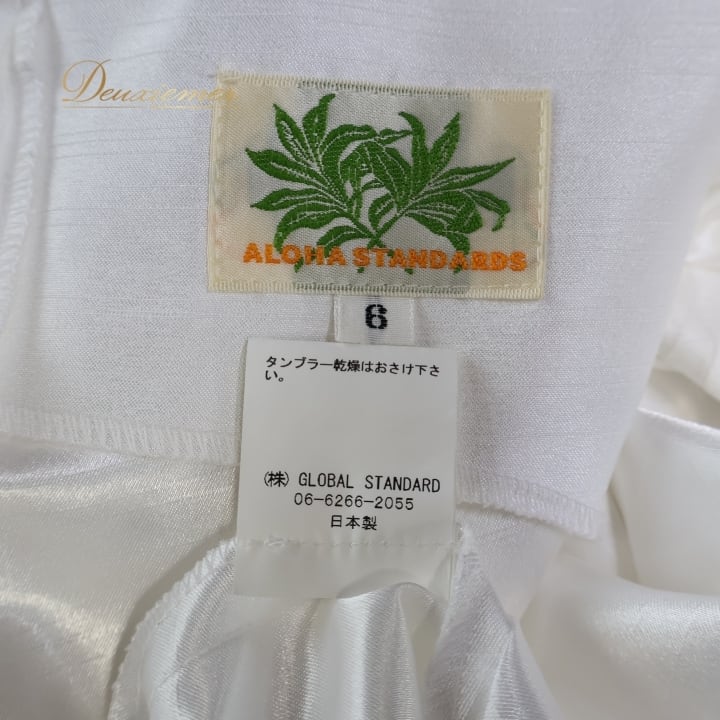 Deuxiemes
ALOHA STANDARDS
6
タンブラー乾燥はおさけ下さ
い。
(株) GLOBAL STANDARD
06-6266-2055
日本製